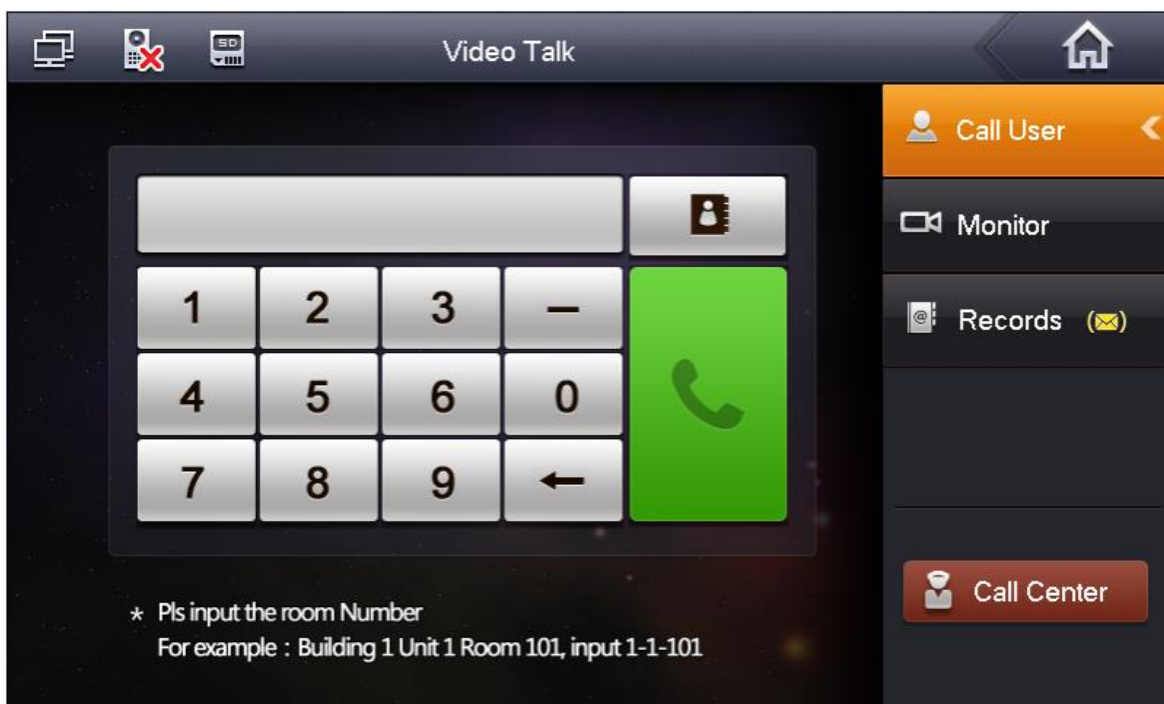 SD
Video Talk
Call User
Monitor
@ Records
1 2 3 –
4 5 6 0
7 8 9 ←
* Pls input the room Number
For example : Building 1 Unit 1 Room 101, input 1-1-101
Call Center